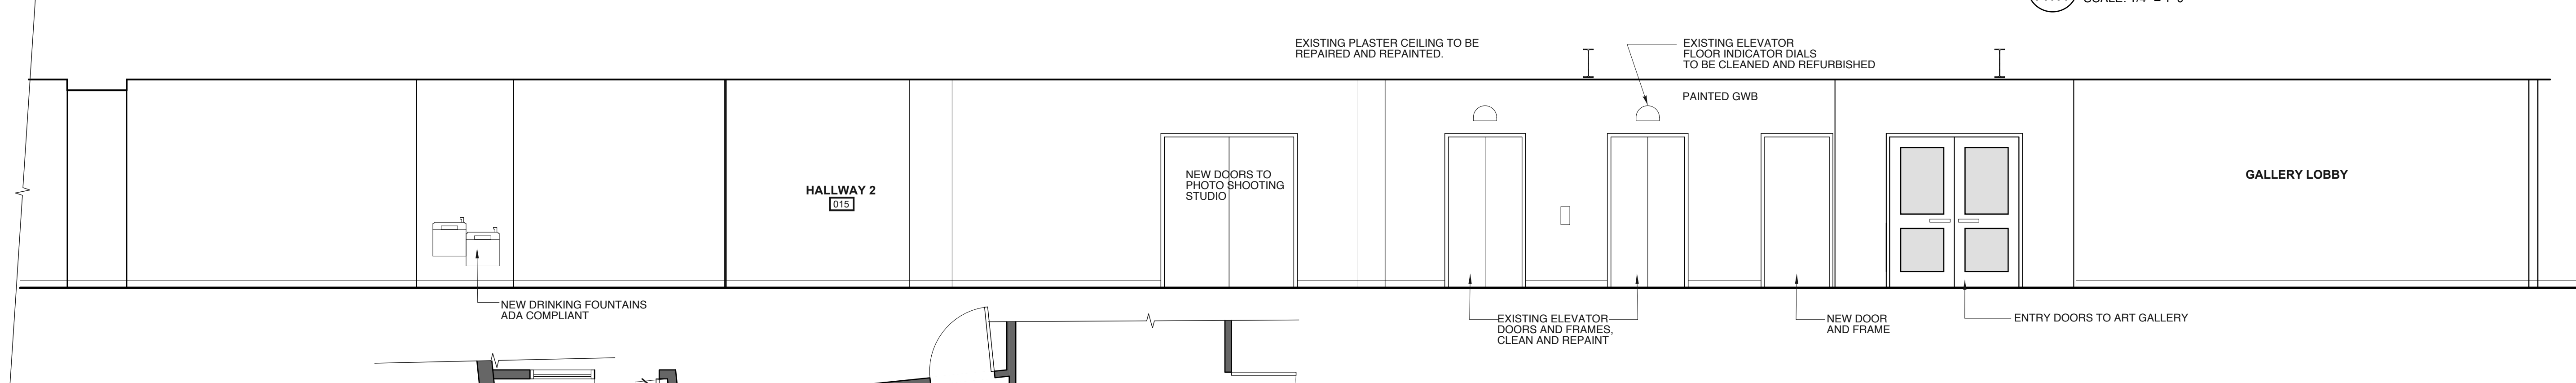 EXISTING PLASTER CEILING TO BE
REPAIRED AND REPAINTED.
EXISTING ELEVATOR
FLOOR INDICATOR DIALS
TO BE CLEANED AND REFURBISHED
PAINTED GWB
HALLWAY 2
015
NEW DOORS TO
PHOTO SHOOTING
STUDIO
GALLERY LOBBY
NEW DRINKING FOUNTAINS
ADA COMPLIANT
EXISTING ELEVATOR
DOORS AND FRAMES,
CLEAN AND REPAINT
NEW DOOR
AND FRAME
ENTRY DOORS TO ART GALLERY